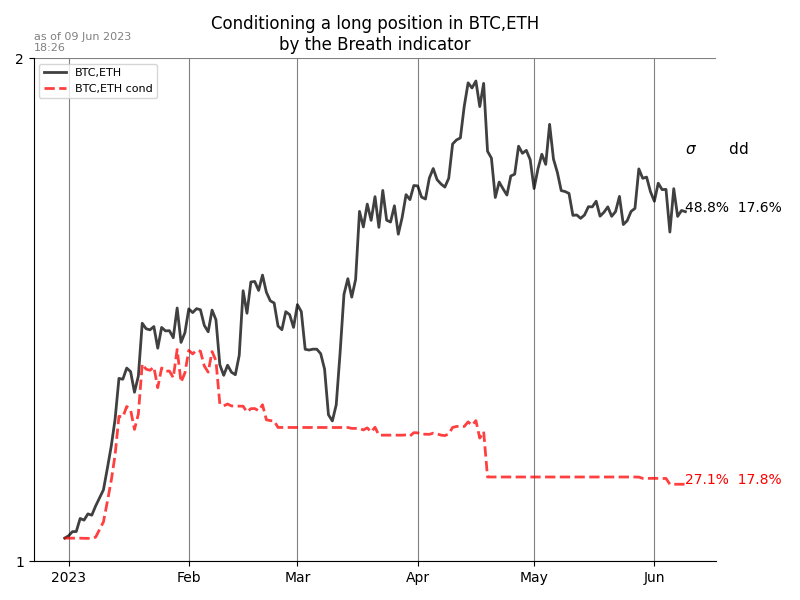 Conditioning a long position in BTC,ETH
by the Breath indicator
as of 09 Jun 2023
18:26
2
BTC,ETH
BTC,ETH cond
σ dd
48.8% 17.6%
27.1% 17.8%
1
2023 Feb Mar Apr May Jun